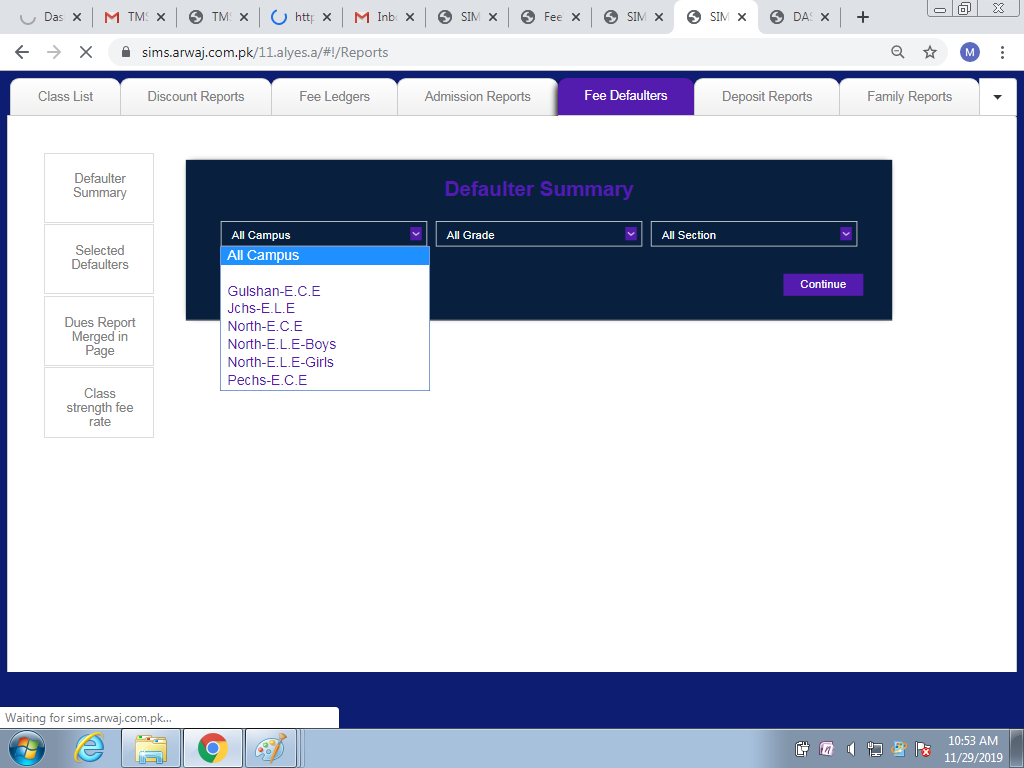 Das
TMS
TMS
http
Inb
SIM
Fee
SIM
SIM
DAS
sims.arwaj.com.pk/11.alyes.a/#!/Reports
M
Class List
Discount Reports
Fee Ledgers
Admission Reports
Fee Defaulters
Deposit Reports
Family Reports
Defaulter
Summary
Selected
Defaulters
Dues Report
Merged in
Page
Class
strength fee
rate
Defaulter Summary
All Campus
All Grade
All Section
All Campus
Gulshan-E.C.E
Jchs-E.L.E
North-E.C.E
North-E.L.E-Boys
North-E.L.E-Girls
Pechs-E.C.E
Continue
Waiting for sims.arwaj.com.pk...
10:53 AM
11/29/2019